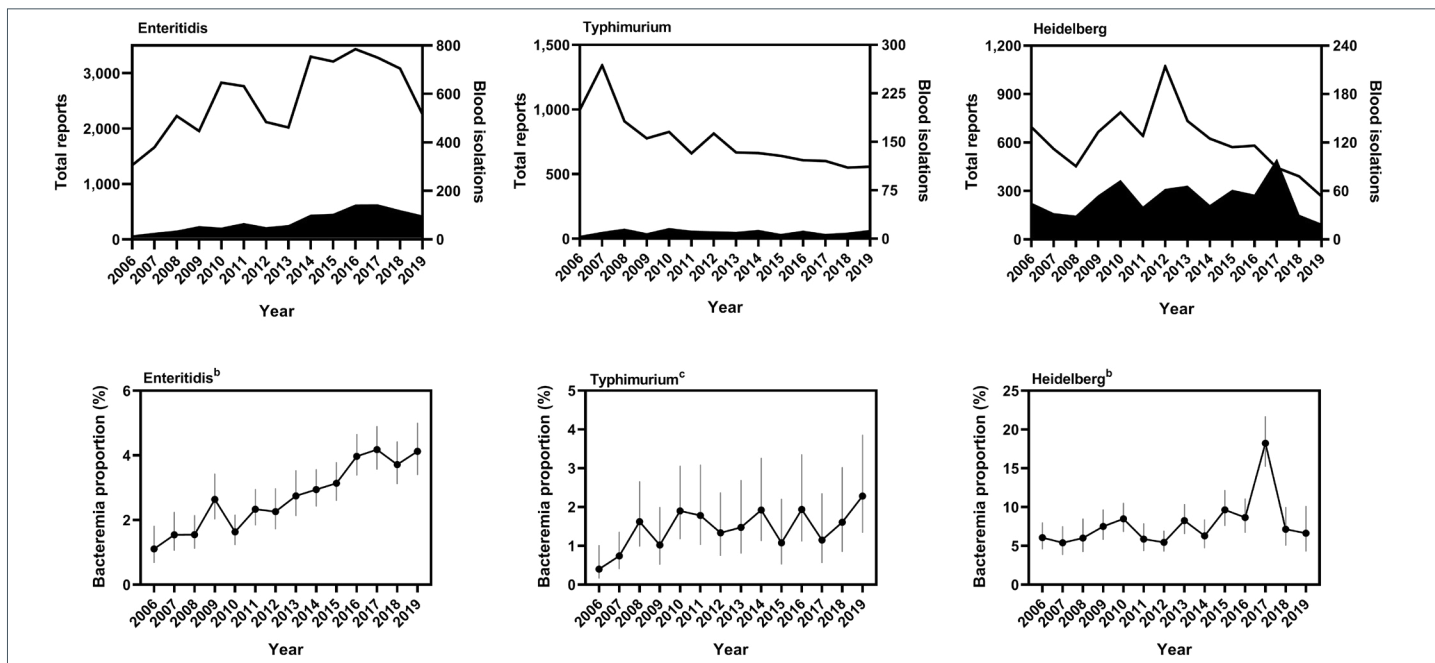 Enteritidis
Total reports
3,000
2,000
1,000
0
800
600
400
200
0
Blood isolations
2006 2007 2008 2009 2010 2011 2012 2013 2014 2015 2016 2017 2018 2019
Year
Typhimurium
Total reports
1,500
1,000
500
0
300
225
150
75
0
Blood isolations
2006 2007 2008 2009 2010 2011 2012 2013 2014 2015 2016 2017 2018 2019
Year
Heidelberg
Total reports
1,200
900
600
300
0
240
180
120
60
0
Blood isolations
2006 2007 2008 2009 2010 2011 2012 2013 2014 2015 2016 2017 2018 2019
Year
Enteritidisb
Bacteremia proportion (%)
6
4
2
0
2006 2007 2008 2009 2010 2011 2012 2013 2014 2015 2016 2017 2018 2019
Year
Typhimuriumc
Bacteremia proportion (%)
5
4
3
2
1
0
2006 2007 2008 2009 2010 2011 2012 2013 2014 2015 2016 2017 2018 2019
Year
Heidelbergb
Bacteremia proportion (%)
25
20
15
10
5
0
2006 2007 2008 2009 2010 2011 2012 2013 2014 2015 2016 2017 2018 2019
Year